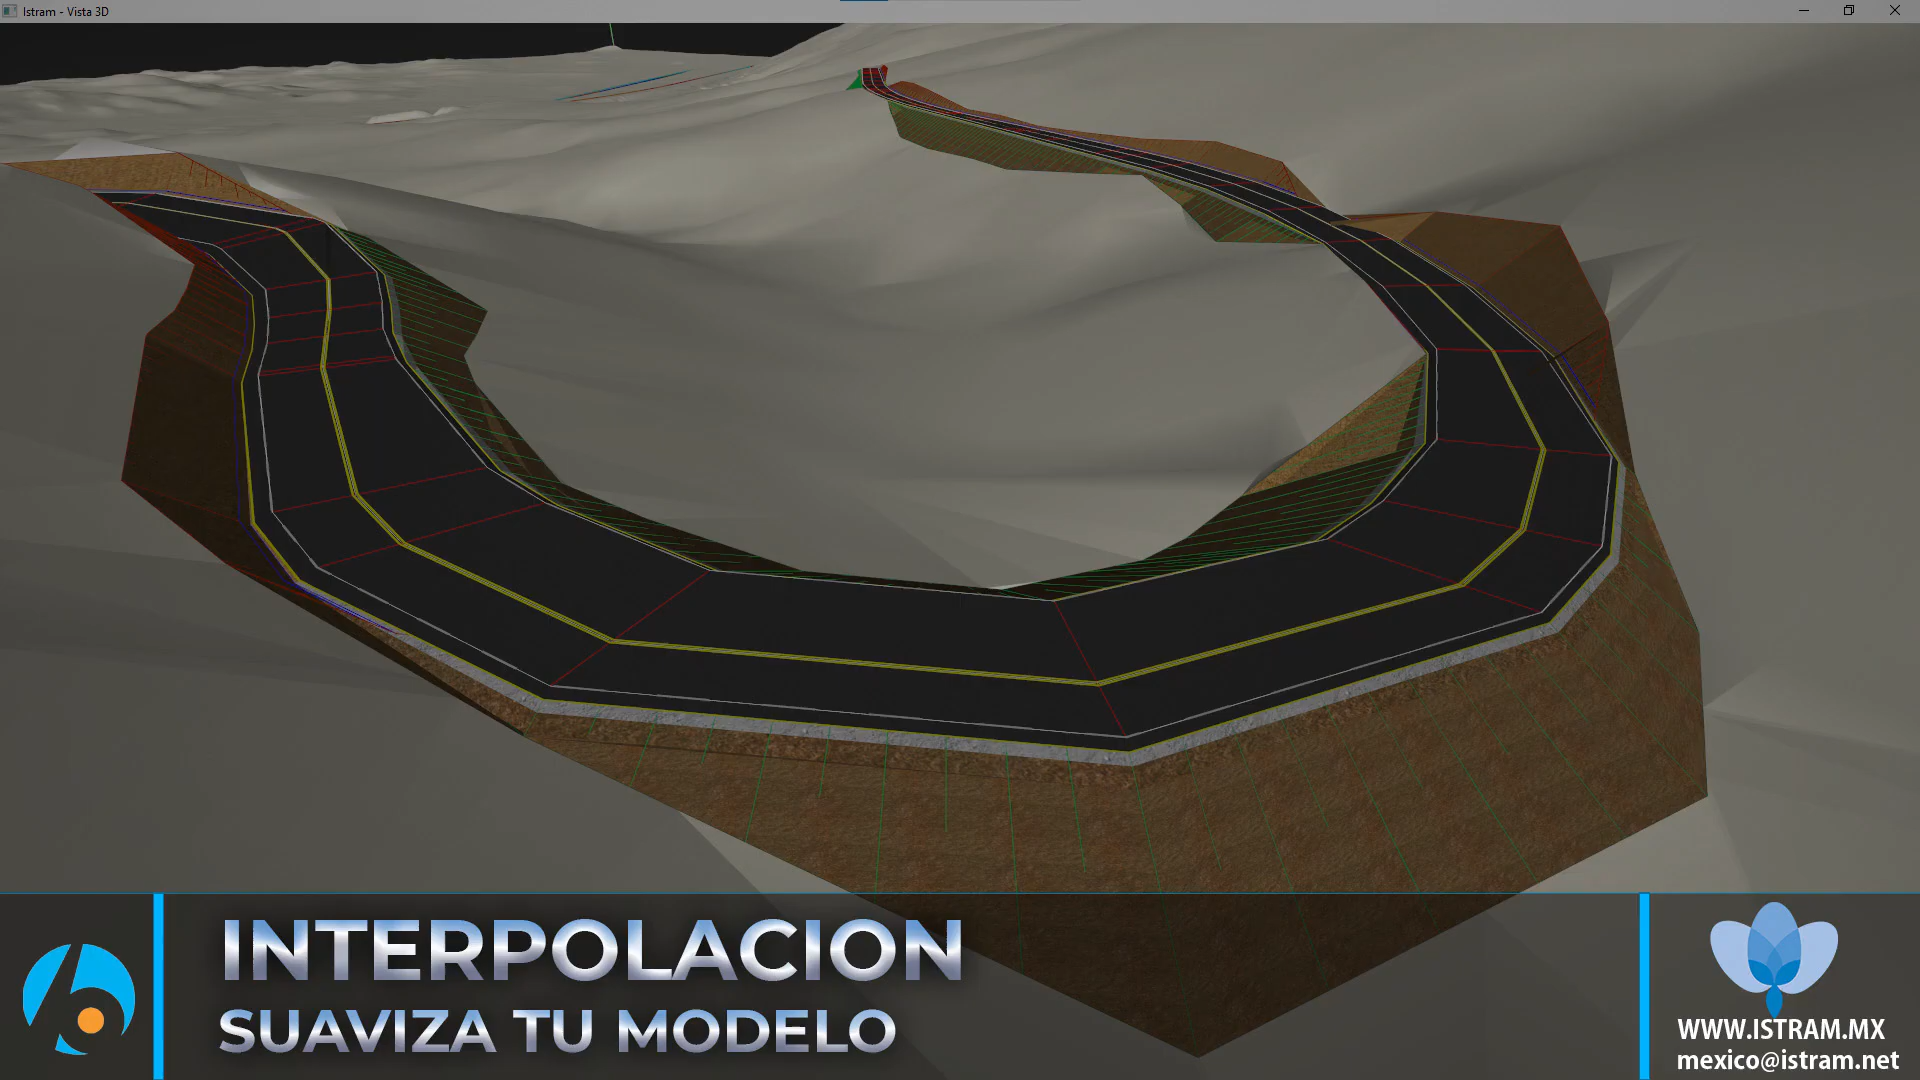 Istram - Vista 3D
INTERPOLACION
SUAVIZA TU MODELO
WWW.ISTRAM.MX
mexico@istram.net